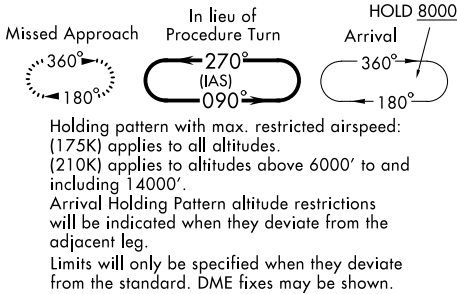 In lieu of
HOLD 8000
Missed Approach
Procedure Turn
Arrival
360°
270°
360°
(IAS)
180°
090°
180°
Holding pattern with max. restricted airspeed:
(175K) applies to all altitudes.
(210K) applies to altitudes above 6000' to and
including 14000'.
Arrival Holding Pattern altitude restrictions
will be indicated when they deviate from the
adjacent leg.
Limits will only be specified when they deviate
from the standard. DME fixes may be shown.